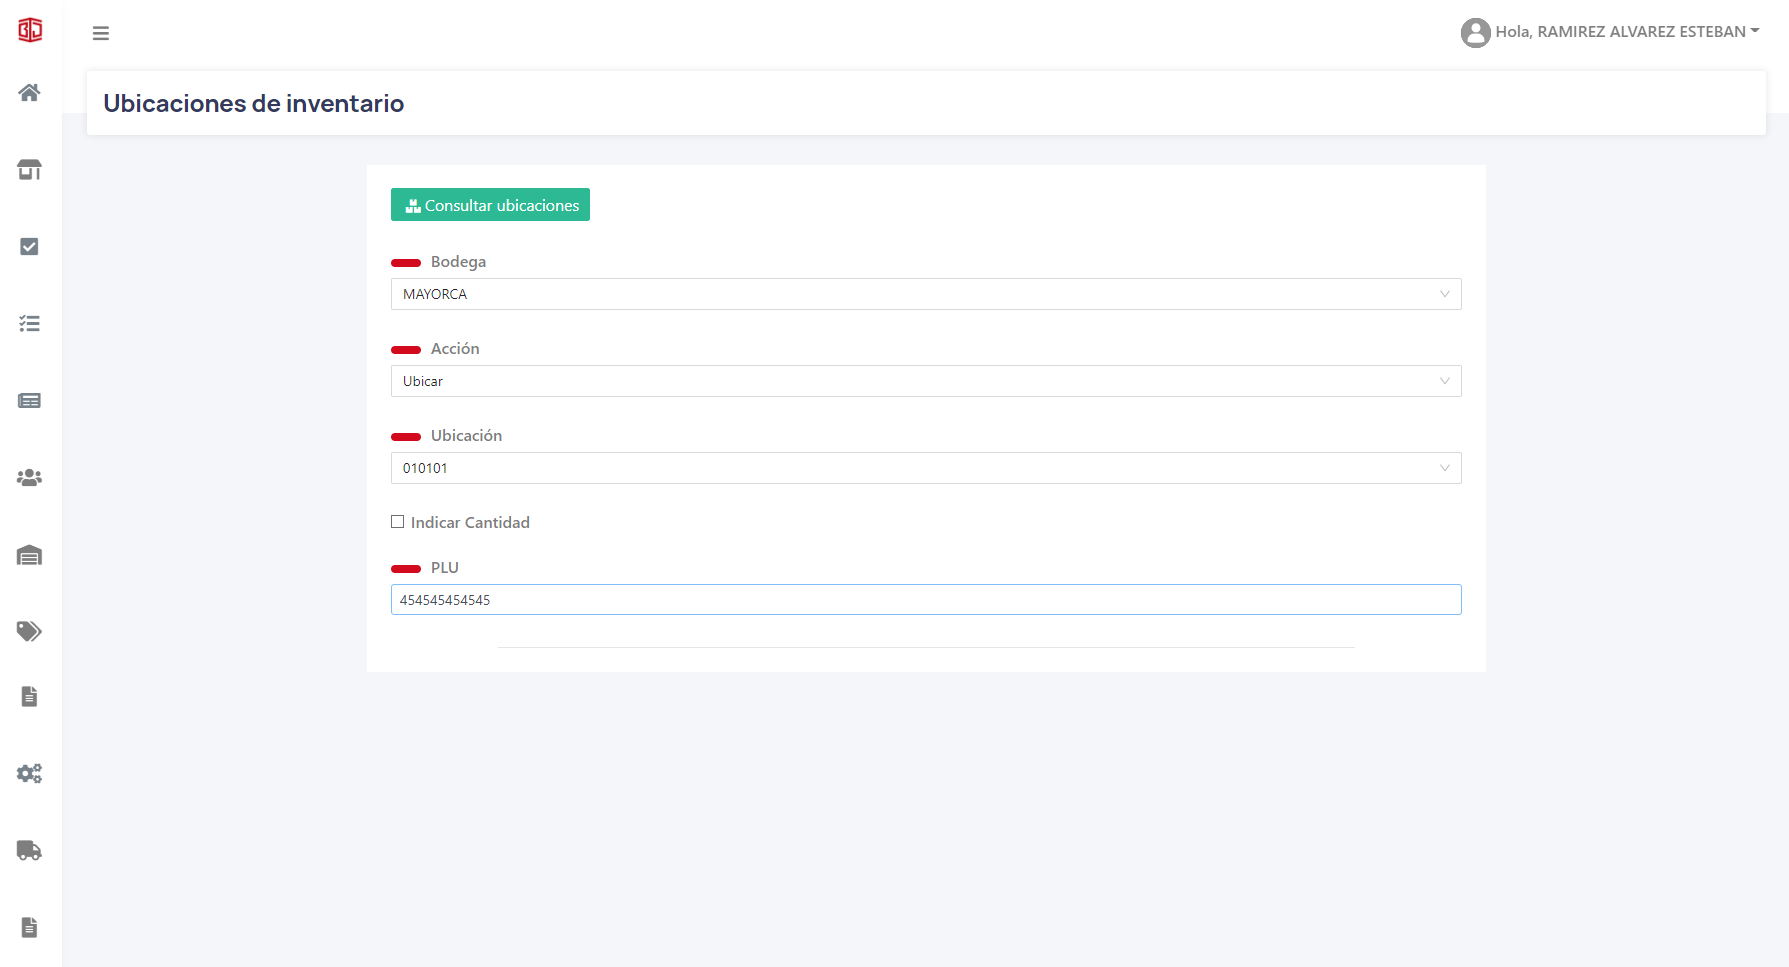 Hola, RAMIREZ ALVAREZ ESTEBAN
Ubicaciones de inventario
Consultar ubicaciones
Bodega
MAYORCA
Acción
Ubicar
Ubicación
010101
Indicar Cantidad
PLU
454545454545